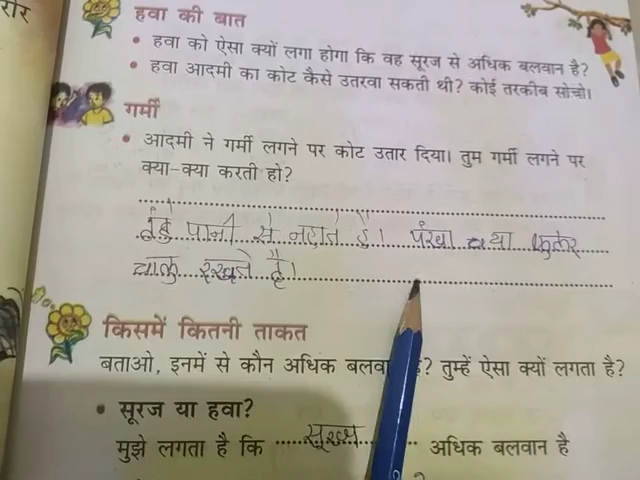 रोर
हवा की बात
• हवा को ऐसा क्यों लगा होगा कि वह सूरज से अधिक बलवान है?
• हवा आदमी का कोट कैसे उतरवा सकती थी? कोई तरकीब सोचो।
गर्मी
• आदमी ने गर्मी लगने पर कोट उतार दिया। तुम गर्मी लगने पर
क्या-क्या करती हो?
ठंडे पानी से नहाते हैं। पंखा तथा कुलर
चालु रखते है।
किसमें कितनी ताकत
बताओ, इनमें से कौन अधिक बलवान है? तुम्हें ऐसा क्यों लगता है?
• सूरज या हवा?
मुझे लगता है कि सूरज अधिक बलवान है